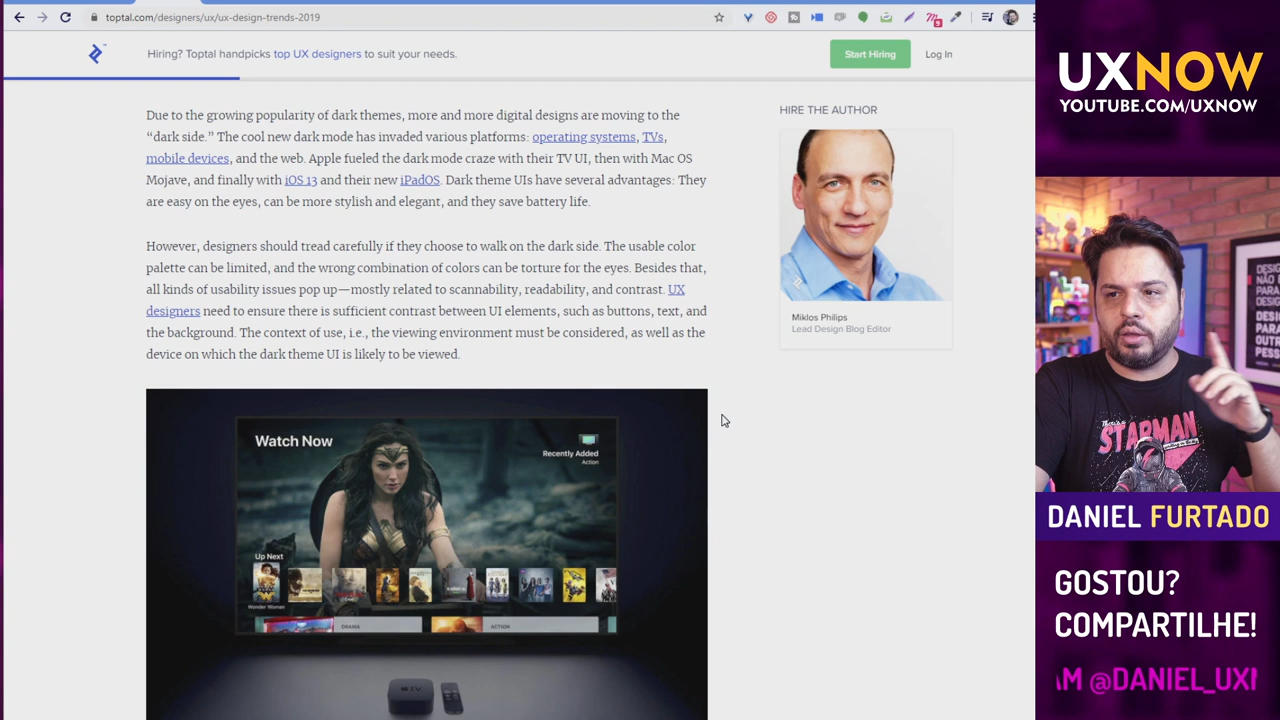 toptal.com/designers/ux/ux-design-trends-2019
Hiring? Toptal handpicks top UX designers to suit your needs.
Start Hiring
Log In
Due to the growing popularity of dark themes, more and more digital designs are moving to the
“dark side.” The cool new dark mode has invaded various platforms: operating systems, TVs,
mobile devices, and the web. Apple fueled the dark mode craze with their TV UI, then with Mac OS
Mojave, and finally with iOS 13 and their new iPadOS. Dark theme UIs have several advantages: They
are easy on the eyes, can be more stylish and elegant, and they save battery life.
However, designers should tread carefully if they choose to walk on the dark side. The usable color
palette can be limited, and the wrong combination of colors can be torture for the eyes. Besides that,
all kinds of usability issues pop up—mostly related to scannability, readability, and contrast. UX
designers need to ensure there is sufficient contrast between UI elements, such as buttons, text, and
the background. The context of use, i.e., the viewing environment must be considered, as well as the
device on which the dark theme UI is likely to be viewed.
Watch Now
Recently Added
Action
Up Next
Wonder Woman
DRAMA
ACTION
tv
HIRE THE AUTHOR
Miklos Philips
Lead Design Blog Editor
UXNOW
YOUTUBE.COM/UXNOW
There's a
STARMAN
DANIEL FURTADO
GOSTOU?
COMPARTILHE!
AM @DANIEL_UX